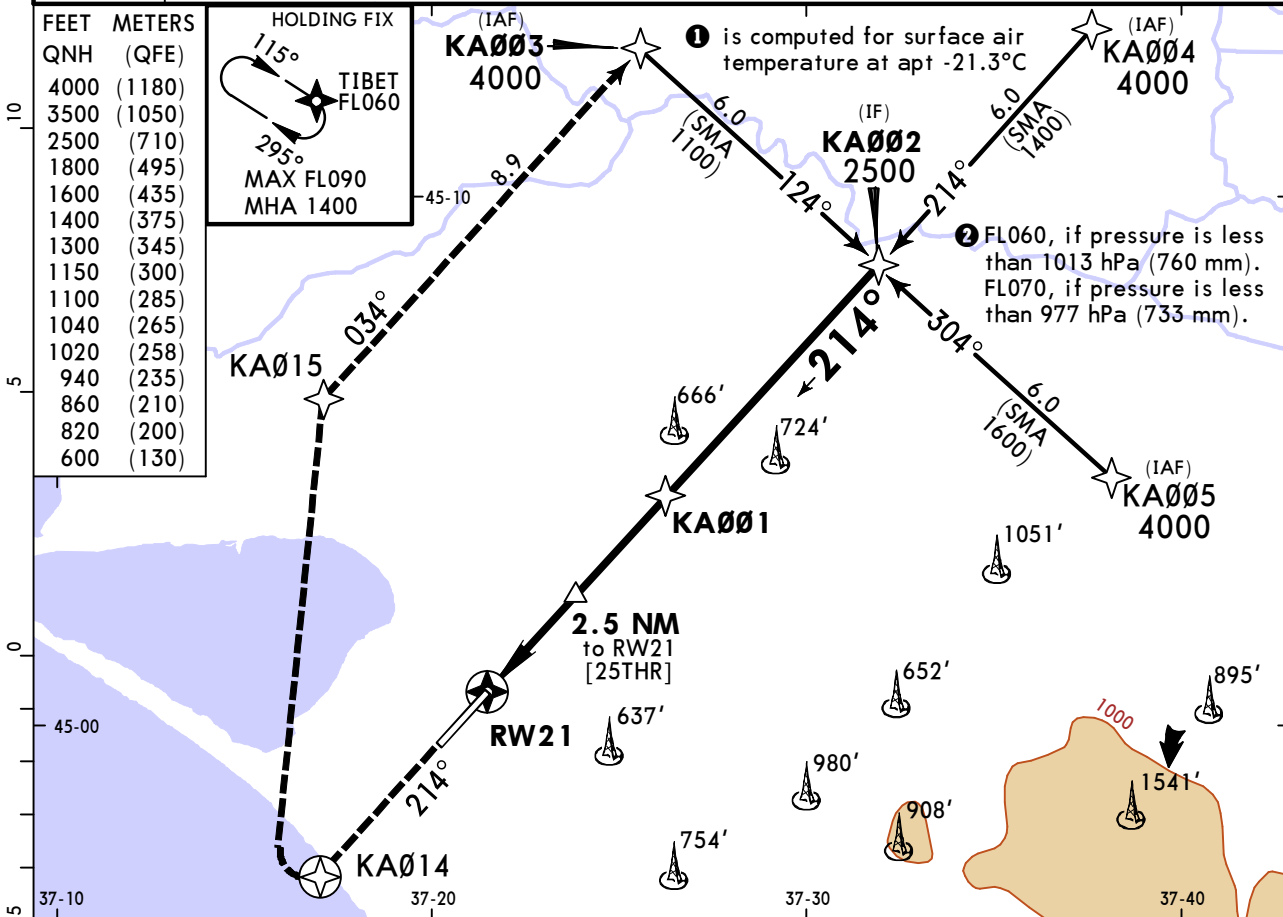 FEET METERS
QNH (QFE)
4000 (1180)
3500 (1050)
2500 (710)
1800 (495)
1600 (435)
1400 (375)
1300 (345)
1150 (300)
1100 (285)
1040 (265)
1020 (258)
940 (235)
860 (210)
820 (200)
600 (130)
HOLDING FIX
115°
TIBET
FL060
295°
MAX FL090
MHA 1400
(IAF)
KAØØ3
4000
❶ is computed for surface air
temperature at apt -21.3°C
(IAF)
KAØØ4
4000
6.0
(SMA
1100)
124°
(IF)
KAØØ2
2500
6.0
(SMA
1400)
214°
❷ FL060, if pressure is less
than 1013 hPa (760 mm).
FL070, if pressure is less
than 977 hPa (733 mm).
10
45-10
8.9
034°
KAØ15
214°
304°
6.0
(SMA
1600)
(IAF)
KAØØ5
4000
5
666'
724'
KAØØ1
1051'
2.5 NM
to RW21
[25THR]
0
45-00
RW21
637'
652'
895'
1000
214°
980'
1541'
908'
754'
KAØ14
5
37-10
37-20
37-30
37-40